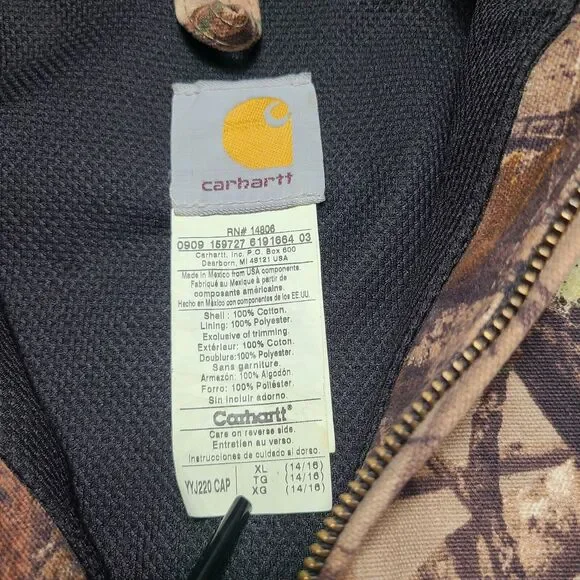 carhartt
RN# 14806
0909 159727 6191664 03
Carhartt, Inc. PO Box 600
Dearborn, MI 48121 USA
Made in Mexico from USA components.
Fabriqué au Mexique à partir de
composants américains.
Hecho en México con componentes de los EE.UU.
Shell : 100% Cotton.
Lining: 100% Polyester.
Exclusive of trimming.
Extérieur: 100% Coton.
Doublure:100% Polyester.
Sans garniture.
Armazón: 100% Algodón.
Forro: 100% Poliéster.
Sin incluir adorno.
Carhartt
Care on reverse side.
Entretien au verso.
Instrucciones de cuidado al dorso.
YYJ220 CAP
XL (14/16)
TG (14/16)
XG (14/16)